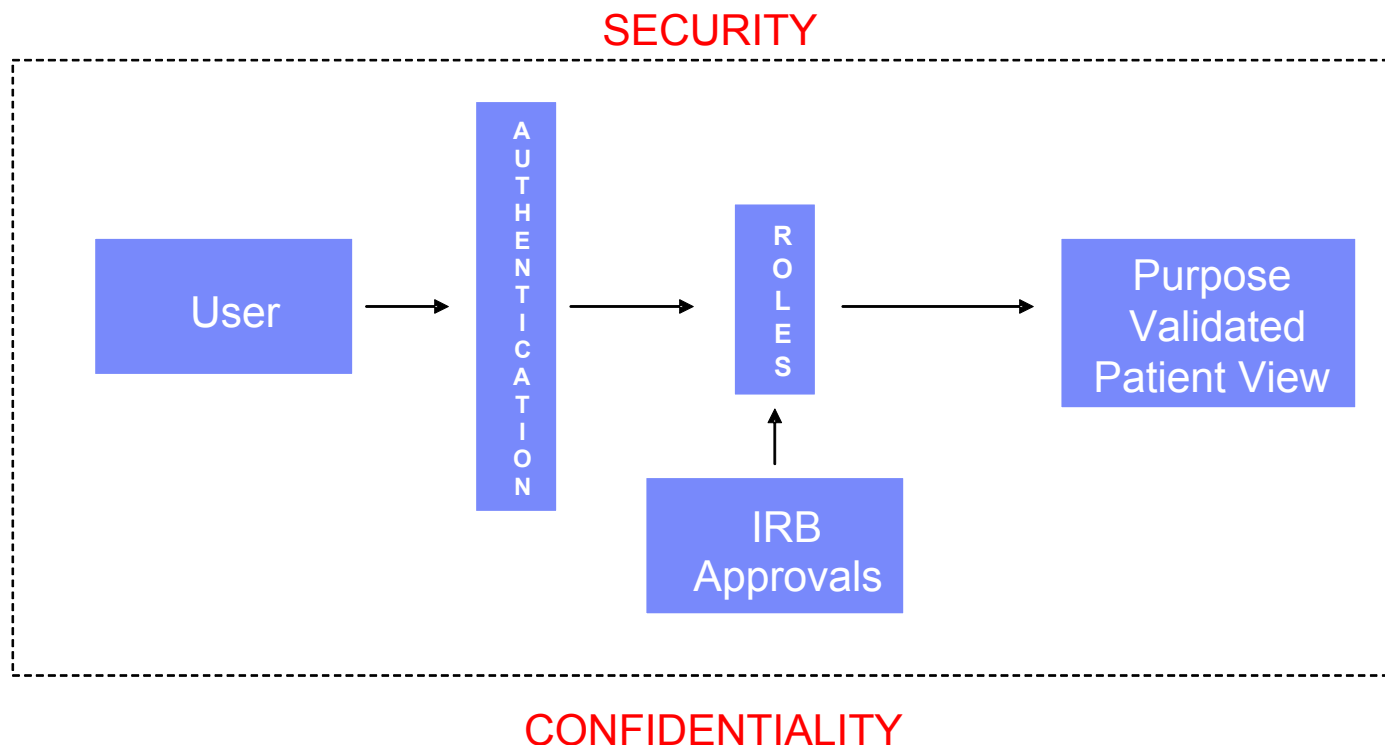 SECURITY
AUTHENTICATION
ROLES
User
Purpose
Validated
Patient View
IRB
Approvals
CONFIDENTIALITY